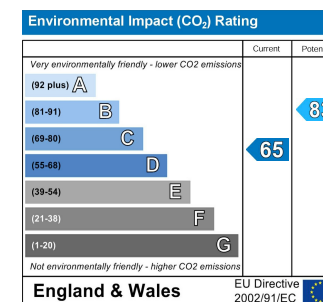 Environmental Impact (CO₂) Rating
Current
Very environmentally friendly - lower CO2 emissions
(92 plus) A
(81-91) B
(69-80) C
65
(55-68) D
(39-54) E
(21-38) F
(1-20) G
Not environmentally friendly - higher CO2 emissions
England & Wales
EU Directive
2002/91/EC